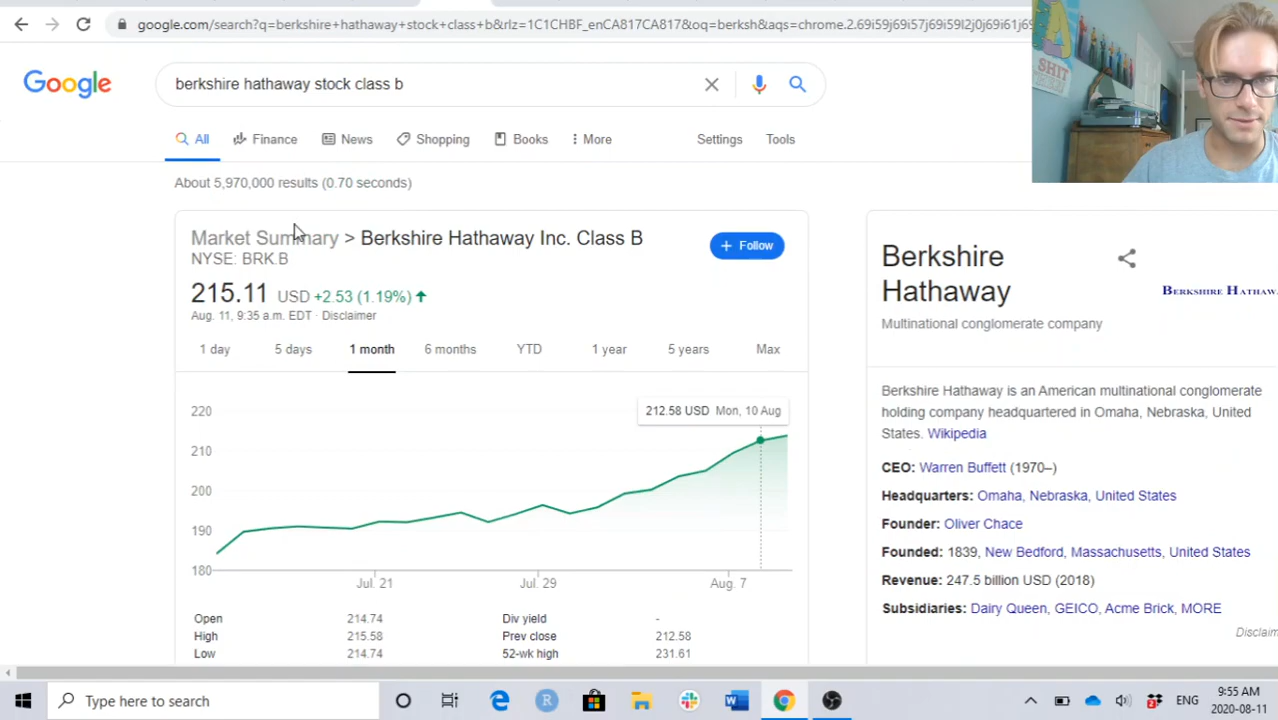 google.com/search?q=berkshire+hathaway+stock+class+b&rlz=1C1CHBF_enCA817CA817&oq=berksh&aqs=chrome.2.69i59j69i57j69i59l2j0j69i61j69i
SHIT
Google
berkshire hathaway stock class b
All Finance News Shopping Books More Settings Tools
About 5,970,000 results (0.70 seconds)
Market Summary > Berkshire Hathaway Inc. Class B
NYSE: BRK.B
+ Follow
215.11 USD +2.53 (1.19%)
Aug. 11, 9:35 a.m. EDT · Disclaimer
1 day 5 days 1 month 6 months YTD 1 year 5 years Max
212.58 USD Mon, 10 Aug
220
210
200
190
180
Jul. 21 Jul. 29 Aug. 7
Open 214.74 Div yield -
High 215.58 Prev close 212.58
Low 214.74 52-wk high 231.61
Berkshire
Hathaway
BERKSHIRE HATHAWA
Multinational conglomerate company
Berkshire Hathaway is an American multinational conglomerate
holding company headquartered in Omaha, Nebraska, United
States. Wikipedia
CEO: Warren Buffett (1970–)
Headquarters: Omaha, Nebraska, United States
Founder: Oliver Chace
Founded: 1839, New Bedford, Massachusetts, United States
Revenue: 247.5 billion USD (2018)
Subsidiaries: Dairy Queen, GEICO, Acme Brick, MORE
Disclaim
Type here to search
ENG
9:55 AM
2020-08-11